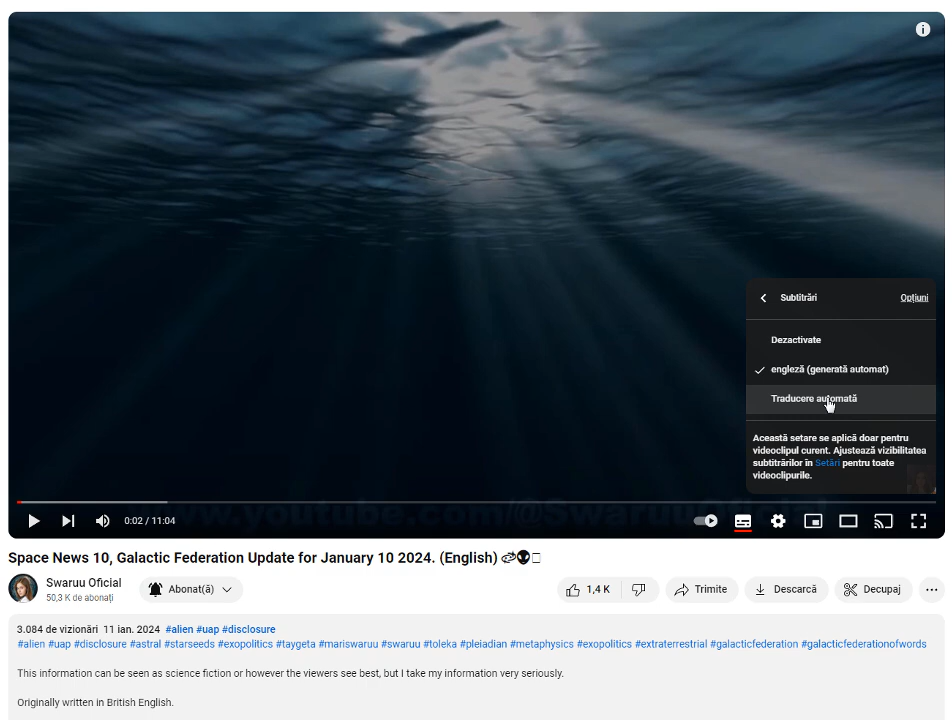 Subtitrări Opțiuni
Dezactivate
engleză (generată automat)
Traducere automată
Această setare se aplică doar pentru
videoclipul curent. Ajustează vizibilitatea
subtitrărilor în Setări pentru toate
videoclipurile.
0:02 / 11:04
Space News 10, Galactic Federation Update for January 10 2024. (English)
Swaruu Oficial
50,3 K de abonați
Abonat(ă)
1,4 K
Trimite
Descarcă
Decupaj
3.084 de vizionări 11 ian. 2024 #alien #uap #disclosure
#alien #uap #disclosure #astral #starseeds #exopolitics #taygeta #mariswaruu #swaruu #toleka #pleiadian #metaphysics #exopolitics #extraterrestrial #galacticfederation #galacticfederationofwords
This information can be seen as science fiction or however the viewers see best, but I take my information very seriously.
Originally written in British English.